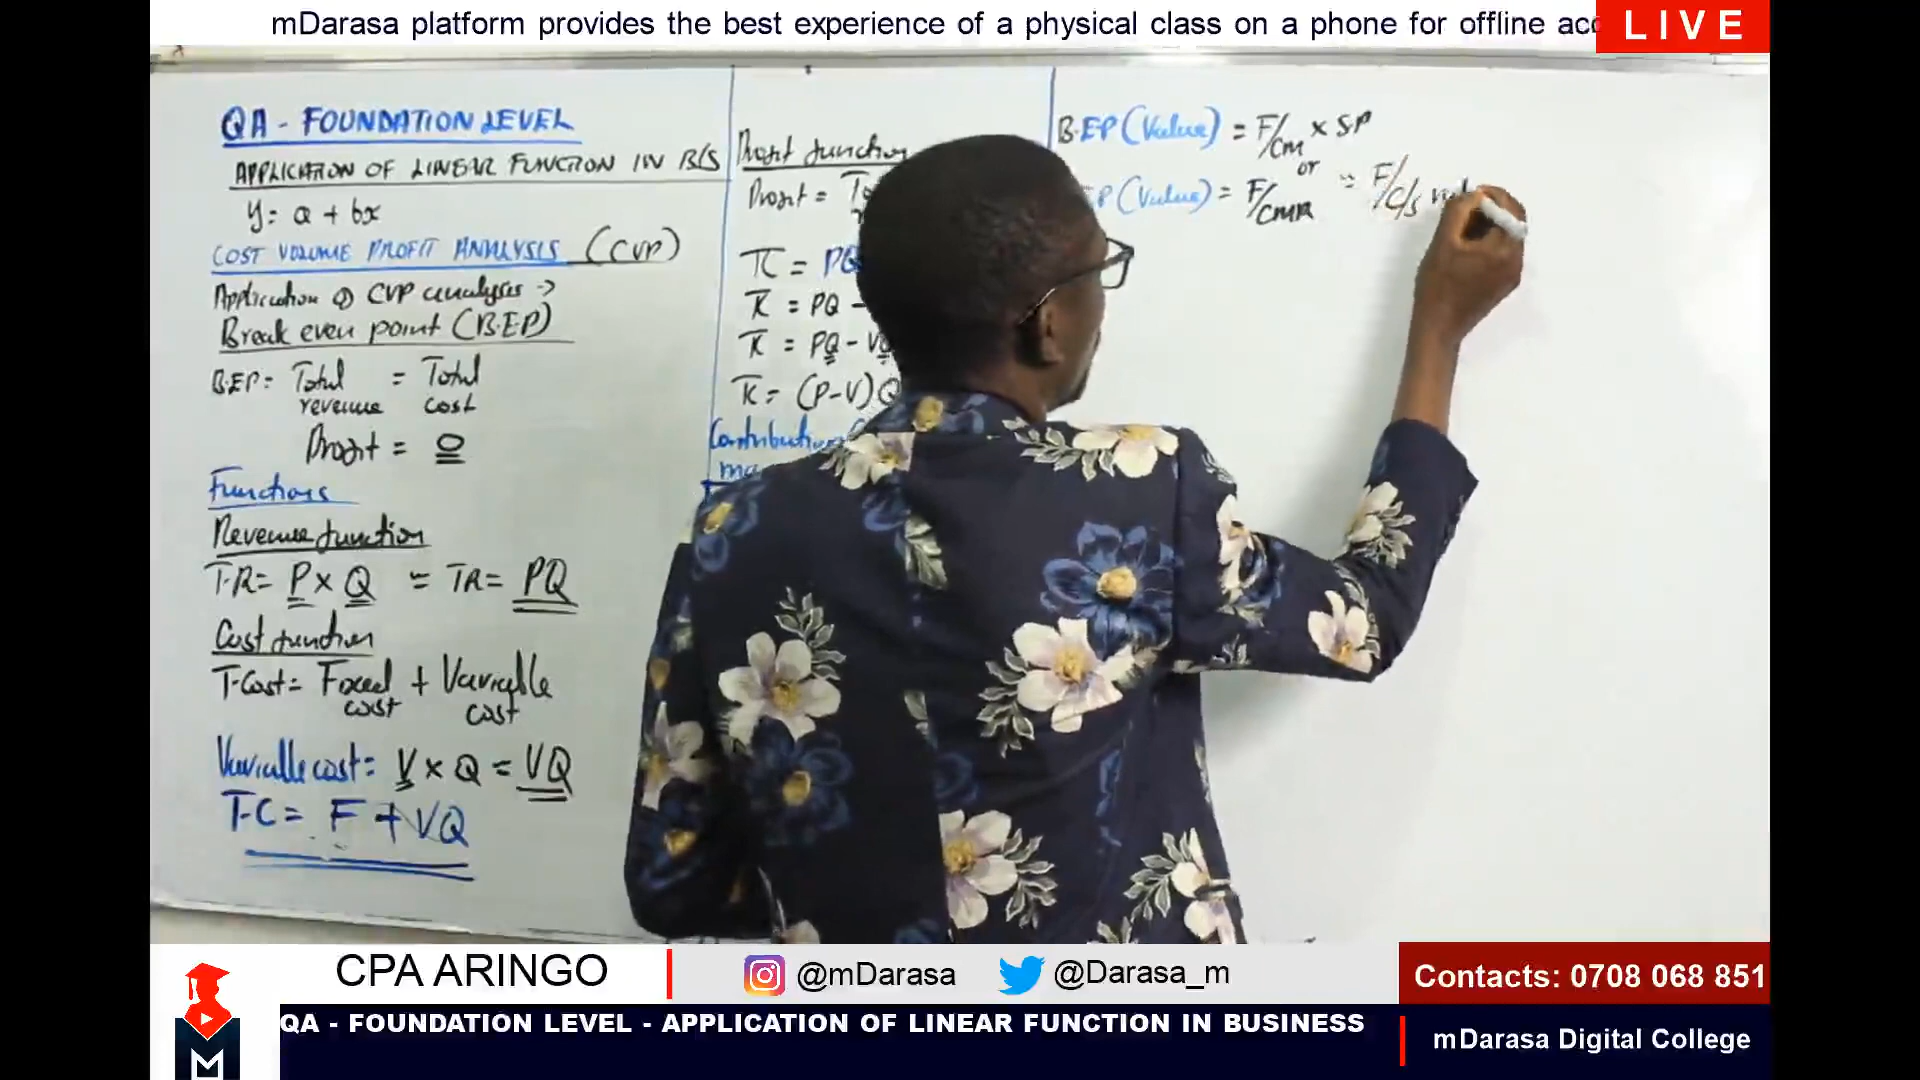 mDarasa platform provides the best experience of a physical class on a phone for offline acc
LIVE
QA - FOUNDATION LEVEL
APPLICATION OF LINEAR FUNCTION IN B/S
y = a + bx
COST VOLUME PROFIT ANALYSIS (CVP)
Application of CVP analyses →
Break even point (B.E.P)
B.E.P = Total revenue = Total cost
Profit = 0
Functions
Revenue function
T.R = P x Q = TR = PQ
Cost function
T.Cost = Fixed cost + Variable cost
Variable cost = V x Q = VQ
T.C = F + VQ
Profit function
Profit =
π = PQ
π = PQ -
π = PQ - VQ
π = (P-V)Q
B.E.P (Value) = F/CM x S.P
or
EP (Value) = F/CMR = F/C/S
CPA ARINGO
@mDarasa
@Darasa_m
Contacts: 0708 068 851
M
QA - FOUNDATION LEVEL - APPLICATION OF LINEAR FUNCTION IN BUSINESS
mDarasa Digital College